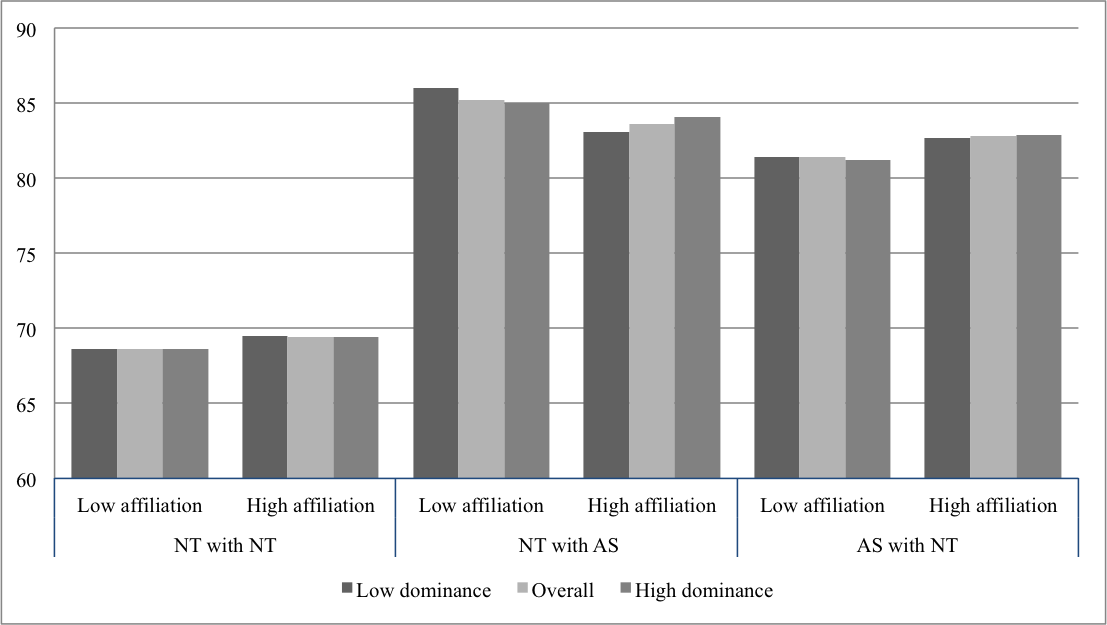 90
85
80
75
70
65
60
Low affiliation High affiliation Low affiliation High affiliation Low affiliation High affiliation
NT with NT NT with AS AS with NT
Low dominance Overall High dominance